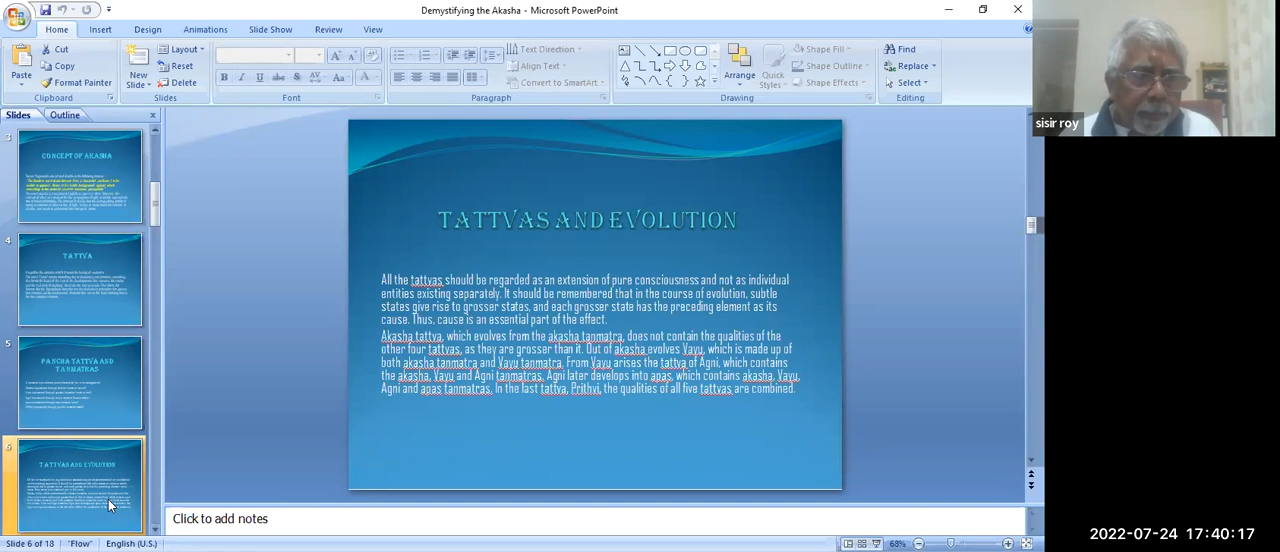 Demystifying the Akasha - Microsoft PowerPoint
Home Insert Design Animations Slide Show Review View
Paste
Cut
Copy
Format Painter
Clipboard
New Slide
Layout
Reset
Delete
Slides
Font
Text Direction
Align Text
Convert to SmartArt
Paragraph
Arrange
Quick Styles
Shape Fill
Shape Outline
Shape Effects
Drawing
Find
Replace
Select
Editing
Slides Outline
3
CONCEPT OF AKASHA
4
TATTVA
5
PANCHA TATTVA AND
TANMATRAS
6
TATTVAS AND EVOLUTION
TATTVAS AND EVOLUTION
All the tattvas should be regarded as an extension of pure consciousness and not as individual
entities existing separately. It should be remembered that in the course of evolution, subtle
states give rise to grosser states, and each grosser state has the preceding element as its
cause. Thus, cause is an essential part of the effect.
Akasha tattva, which evolves from the akasha tanmatra, does not contain the qualities of the
other four tattvas, as they are grosser than it. Out of akasha evolves Vayu, which is made up of
both akasha tanmatra and Vayu tanmatra. From Vayu arises the tattva of Agni, which contains
the akasha, Vayu and Agni tanmatras. Agni later develops into apas, which contains akasha, Vayu,
Agni and apas tanmatras. In the last tattva, Prithvi, the qualities of all five tattvas are combined.
Click to add notes
Slide 6 of 18 "Flow" English (U.S.) 68%
sisir roy
2022-07-24 17:40:17